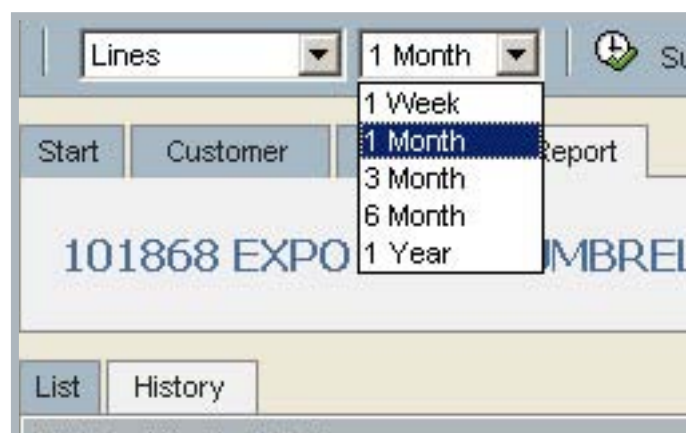 Lines 1 Month
1 Week
1 Month
3 Month
6 Month
1 Year
Start Customer Report
101868 EXPO
List History